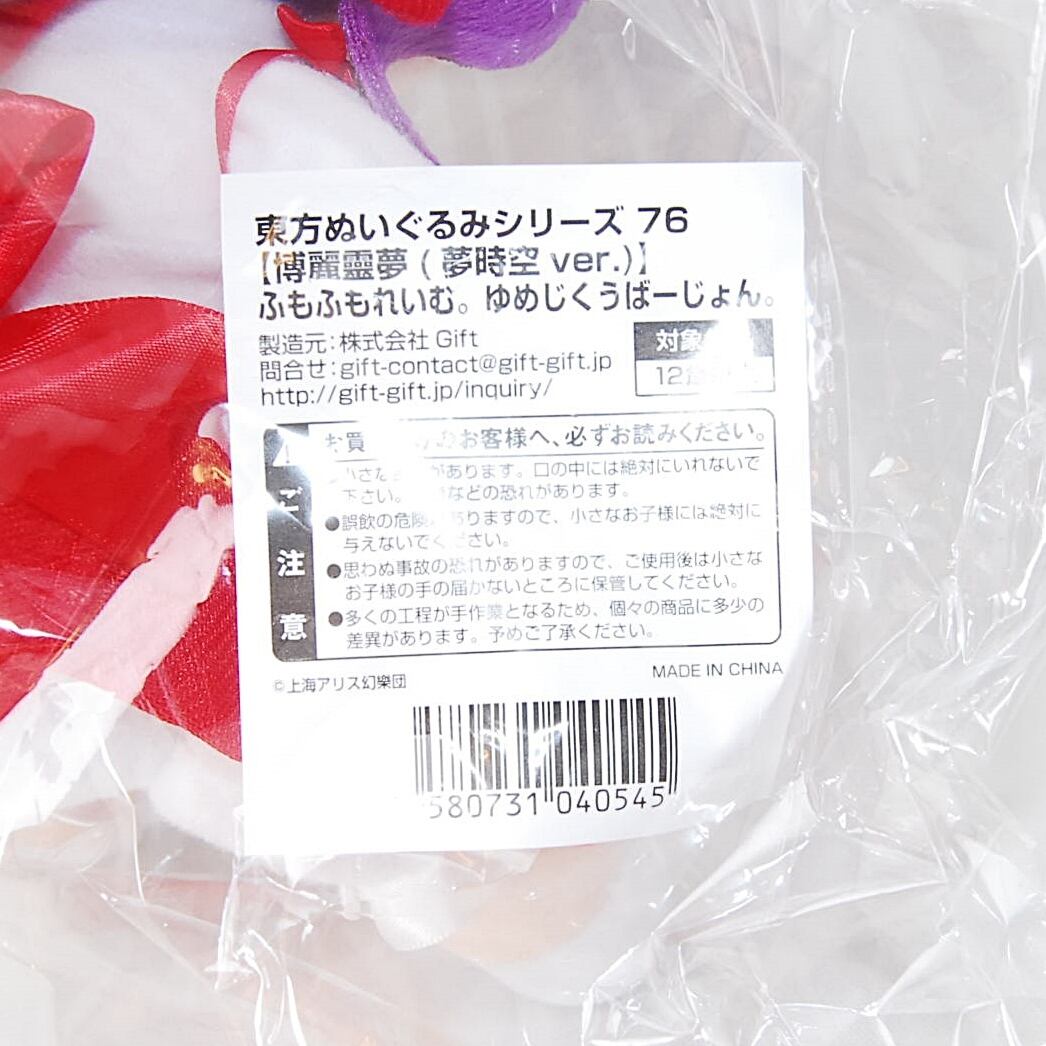 東方ぬいぐるみシリーズ 76
【博麗靈夢 ( 夢時空 ver.)】
ふもふもれいむ。ゆめじくうばーじょん。
製造元:株式会社 Gift
問合せ:gift-contact@gift-gift.jp
http://gift-gift.jp/inquiry/
対象
12
ご注意
お買 のお客様へ、必ずお読みください。
小さな があります。口の中には絶対にいれないで
下さい。 などの恐れがあります。
●誤飲の危険 ありますので、小さなお子様には絶対に
与えないでください。
●思わぬ事故の恐れがありますので、ご使用後は小さな
お子様の手の届かないところに保管してください。
●多くの工程が手作業となるため、個々の商品に多少の
差異があります。予めご了承ください。
©上海アリス幻樂団
MADE IN CHINA
580731 040545